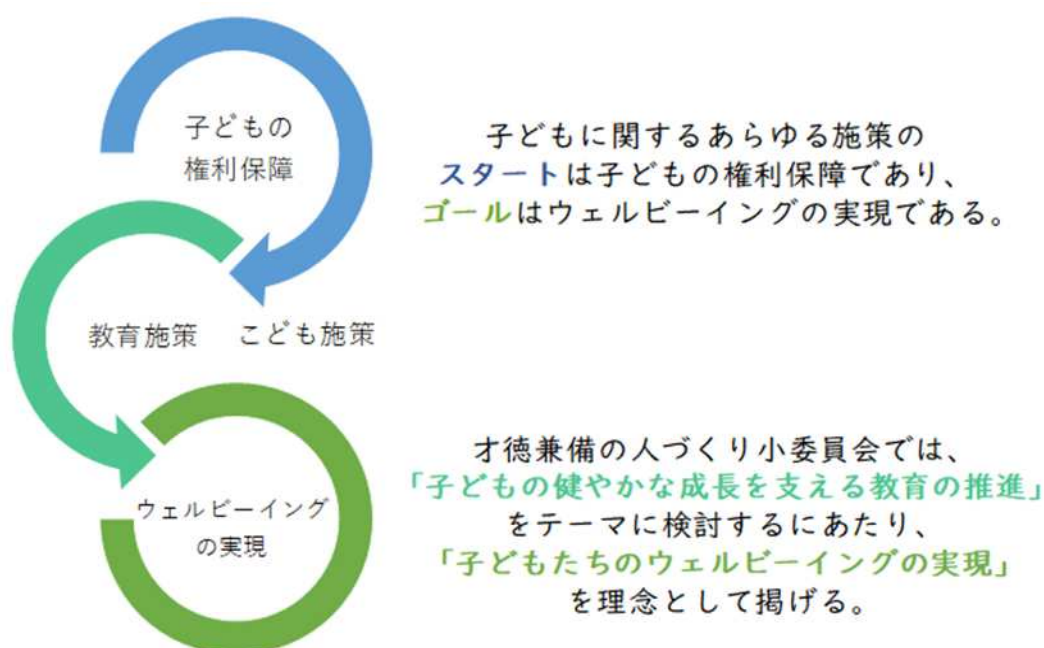 子どもの
権利保障
子どもに関するあらゆる施策の
スタートは子どもの権利保障であり、
ゴールはウェルビーイングの実現である。
教育施策
こども施策
ウェルビーイング
の実現
才徳兼備の人づくり小委員会では、
「子どもの健やかな成長を支える教育の推進」
をテーマに検討するにあたり、
「子どもたちのウェルビーイングの実現」
を理念として掲げる。